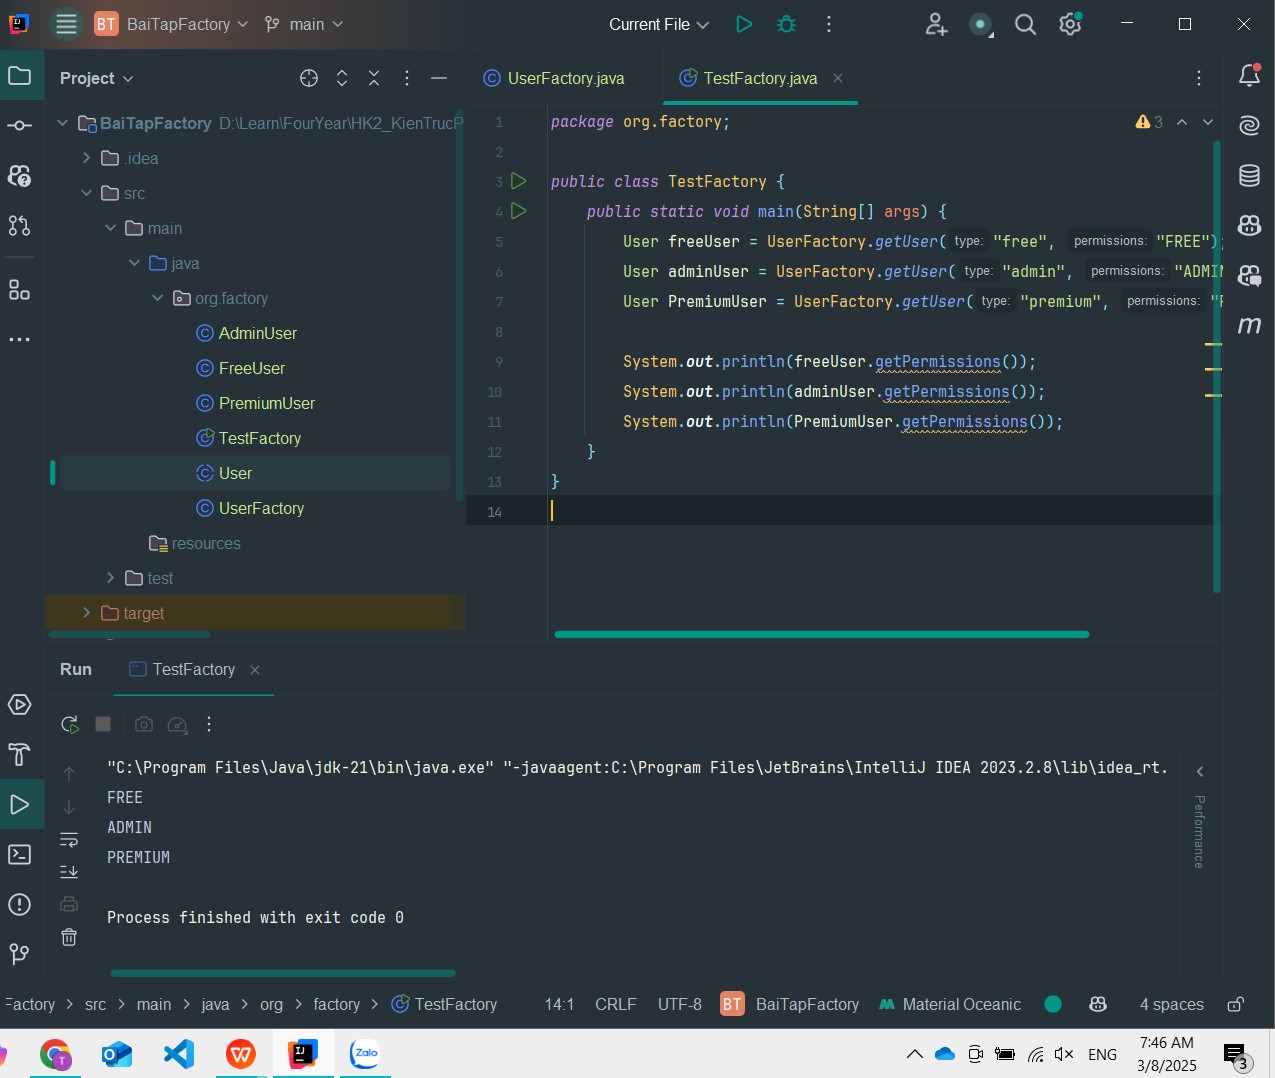 BT BaiTapFactory main Current File
Project
UserFactory.java TestFactory.java
BaiTapFactory D:\Learn\FourYear\HK2_KienTrucP
.idea
src
main
java
org.factory
AdminUser
FreeUser
PremiumUser
TestFactory
User
UserFactory
resources
test
target
3
1 package org.factory;
2
3 public class TestFactory {
4 public static void main(String[] args) {
5 User freeUser = UserFactory.getUser( type: "free", permissions: "FREE");
6 User adminUser = UserFactory.getUser( type: "admin", permissions: "ADMIN
7 User PremiumUser = UserFactory.getUser( type: "premium", permissions: "P
8
9 System.out.println(freeUser.getPermissions());
10 System.out.println(adminUser.getPermissions());
11 System.out.println(PremiumUser.getPermissions());
12 }
13 }
14
m
Run TestFactory
"C:\Program Files\Java\jdk-21\bin\java.exe" "-javaagent:C:\Program Files\JetBrains\IntelliJ IDEA 2023.2.8\lib\idea_rt.
FREE
ADMIN
PREMIUM
Process finished with exit code 0
Performance
Factory > src > main > java > org > factory > TestFactory 14:1 CRLF UTF-8 BT BaiTapFactory Material Oceanic 4 spaces
T Zalo ENG 7:46 AM
3/8/2025 3